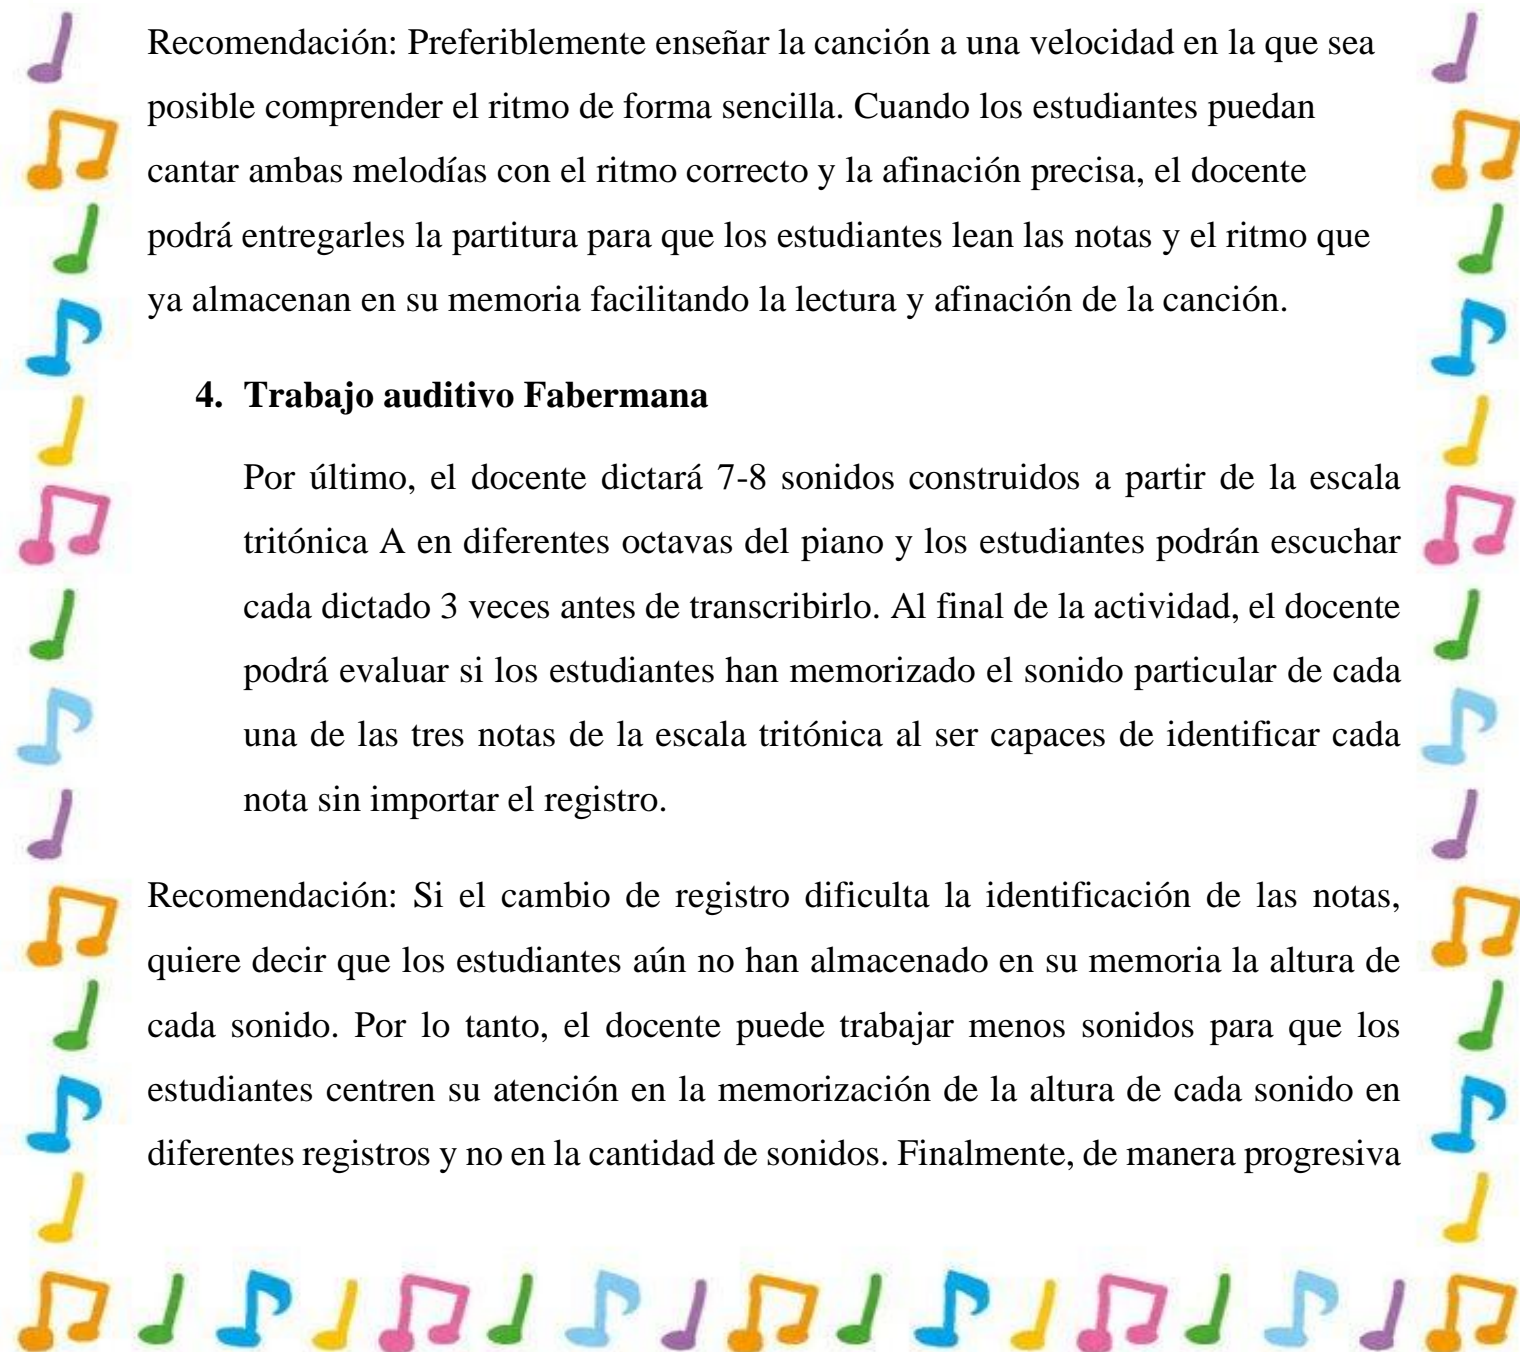 Recomendación: Preferiblemente enseñar la canción a una velocidad en la que sea
posible comprender el ritmo de forma sencilla. Cuando los estudiantes puedan
cantar ambas melodías con el ritmo correcto y la afinación precisa, el docente
podrá entregarles la partitura para que los estudiantes lean las notas y el ritmo que
ya almacenan en su memoria facilitando la lectura y afinación de la canción.
4. Trabajo auditivo Fabermana
Por último, el docente dictará 7-8 sonidos construidos a partir de la escala
tritónica A en diferentes octavas del piano y los estudiantes podrán escuchar
cada dictado 3 veces antes de transcribirlo. Al final de la actividad, el docente
podrá evaluar si los estudiantes han memorizado el sonido particular de cada
una de las tres notas de la escala tritónica al ser capaces de identificar cada
nota sin importar el registro.
Recomendación: Si el cambio de registro dificulta la identificación de las notas,
quiere decir que los estudiantes aún no han almacenado en su memoria la altura de
cada sonido. Por lo tanto, el docente puede trabajar menos sonidos para que los
estudiantes centren su atención en la memorización de la altura de cada sonido en
diferentes registros y no en la cantidad de sonidos. Finalmente, de manera progresiva